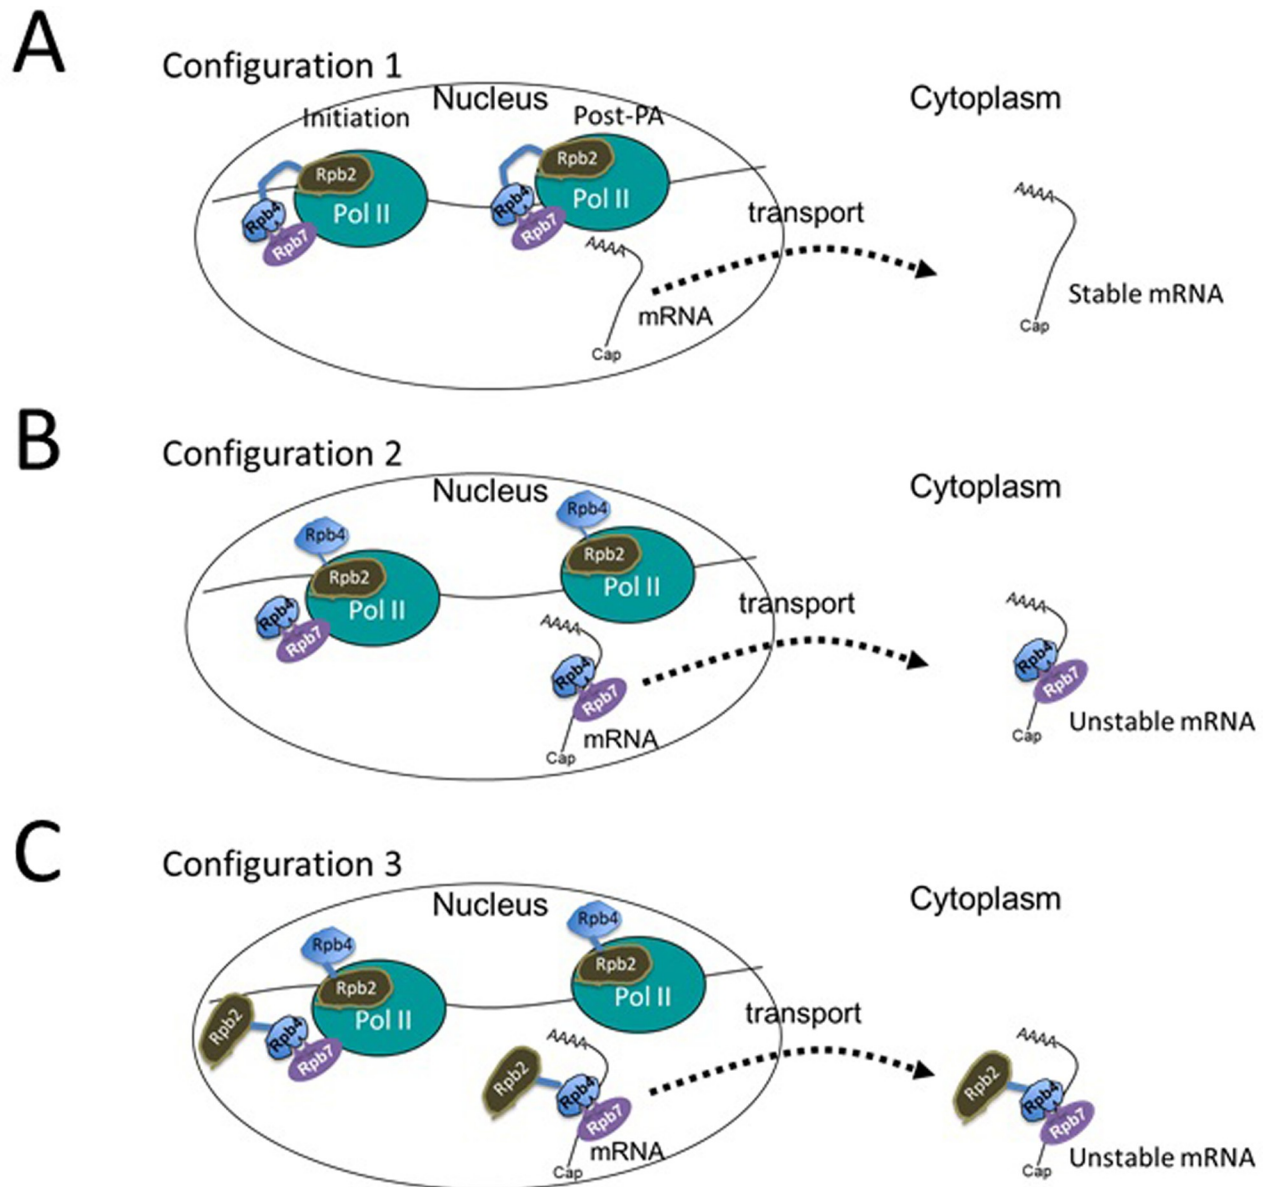 A
Configuration 1
Nucleus
Cytoplasm
Initiation
Post-PA
Rpb2
Pol II
Rpb4
Rpb7
Rpb2
Pol II
Rpb4
Rpb7
AAAA
mRNA
Cap
transport
AAAA
Stable mRNA
Cap
B
Configuration 2
Nucleus
Cytoplasm
Rpb4
Rpb2
Pol II
Rpb4
Rpb7
Rpb4
Rpb2
Pol II
AAAA
Rpb4
Rpb7
mRNA
Cap
transport
AAAA
Rpb4
Rpb7
Unstable mRNA
Cap
C
Configuration 3
Nucleus
Cytoplasm
Rpb4
Rpb2
Pol II
Rpb2
Rpb4
Rpb7
Rpb4
Rpb2
Pol II
AAAA
Rpb2
Rpb4
Rpb7
mRNA
Cap
transport
AAAA
Rpb2
Rpb4
Rpb7
Unstable mRNA
Cap